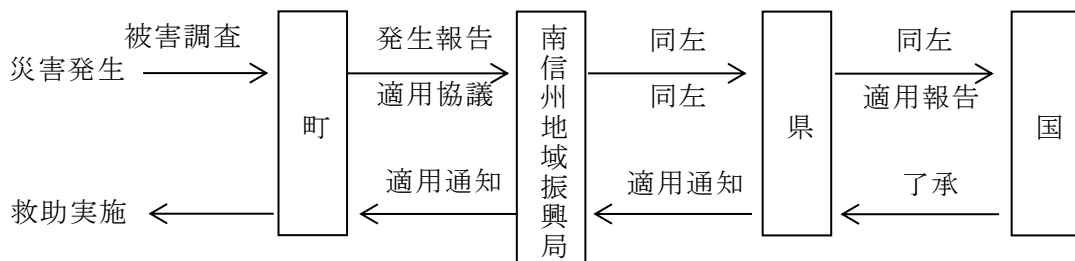 被害調査
発生報告
同左
同左
災害発生
適用協議
同左
適用報告
町
南信州地域振興局
県
国
適用通知
適用通知
了承
救助実施